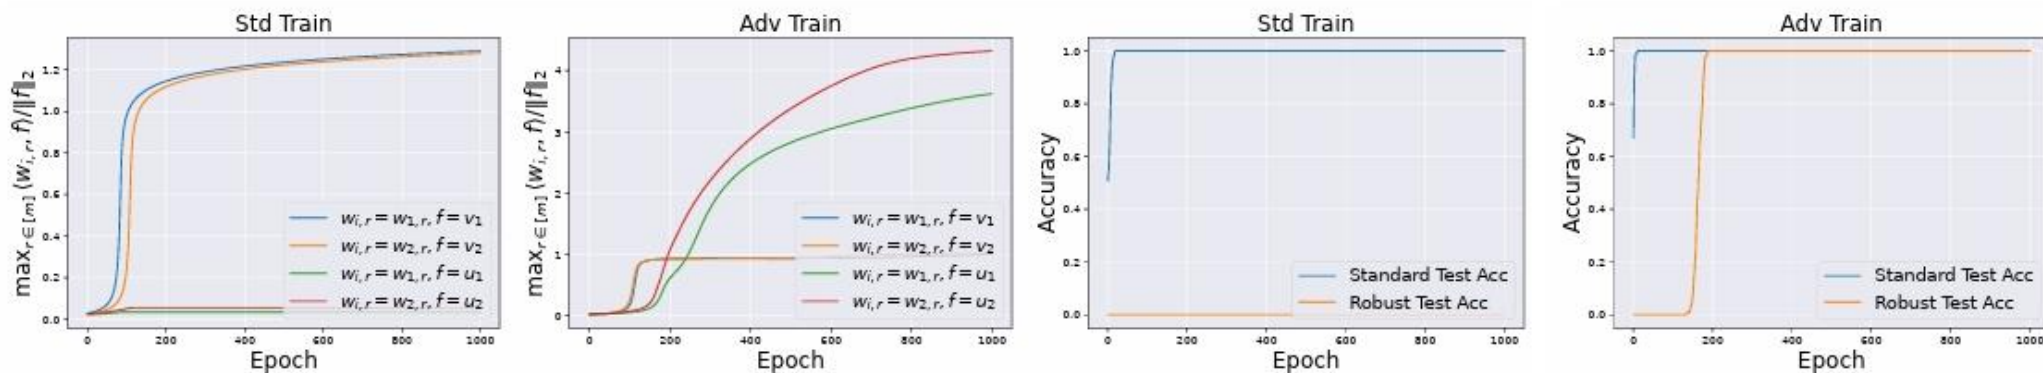 Std Train
max_{r∈[m]} ⟨w_{i,r}, f⟩/‖f‖₂
1.2
1.0
0.8
0.6
0.4
0.2
0.0
w_{i,r} = w_{1,r}, f = v₁
w_{i,r} = w_{2,r}, f = v₂
w_{i,r} = w_{1,r}, f = u₁
w_{i,r} = w_{2,r}, f = u₂
0 200 400 600 800 1000
Epoch
Adv Train
max_{r∈[m]} ⟨w_{i,r}, f⟩/‖f‖₂
4
3
2
1
0
w_{i,r} = w_{1,r}, f = v₁
w_{i,r} = w_{2,r}, f = v₂
w_{i,r} = w_{1,r}, f = u₁
w_{i,r} = w_{2,r}, f = u₂
0 200 400 600 800 1000
Epoch
Std Train
Accuracy
1.0
0.8
0.6
0.4
0.2
0.0
Standard Test Acc
Robust Test Acc
0 200 400 600 800 1000
Epoch
Adv Train
Accuracy
1.0
0.8
0.6
0.4
0.2
0.0
Standard Test Acc
Robust Test Acc
0 200 400 600 800 1000
Epoch